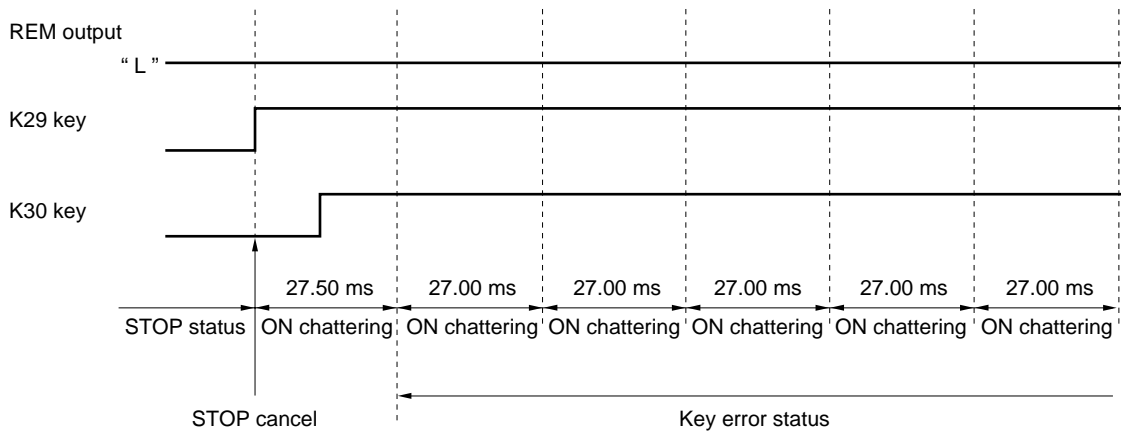 REM output
“ L ”
K29 key
K30 key
27.50 ms 27.00 ms 27.00 ms 27.00 ms 27.00 ms 27.00 ms
STOP status ON chattering ON chattering ON chattering ON chattering ON chattering ON chattering
STOP cancel Key error status